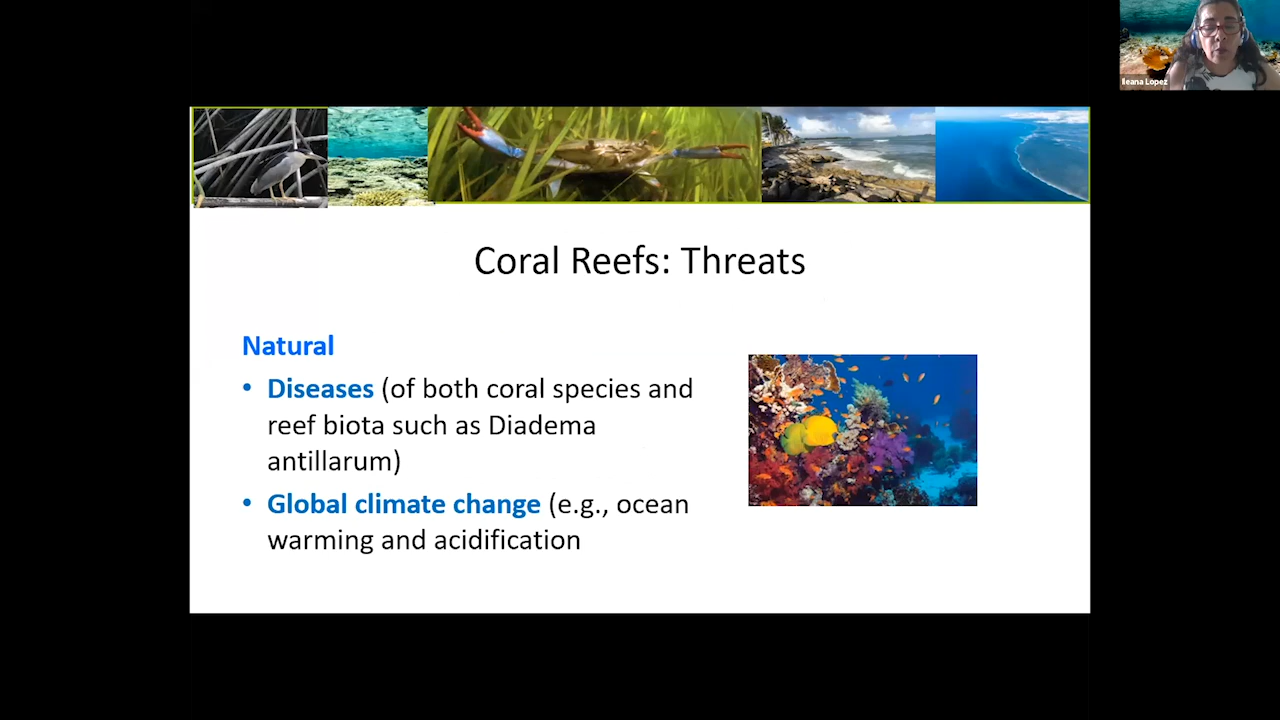 Ileana Lopez
Coral Reefs: Threats
Natural
• Diseases (of both coral species and
reef biota such as Diadema
antillarum)
• Global climate change (e.g., ocean
warming and acidification